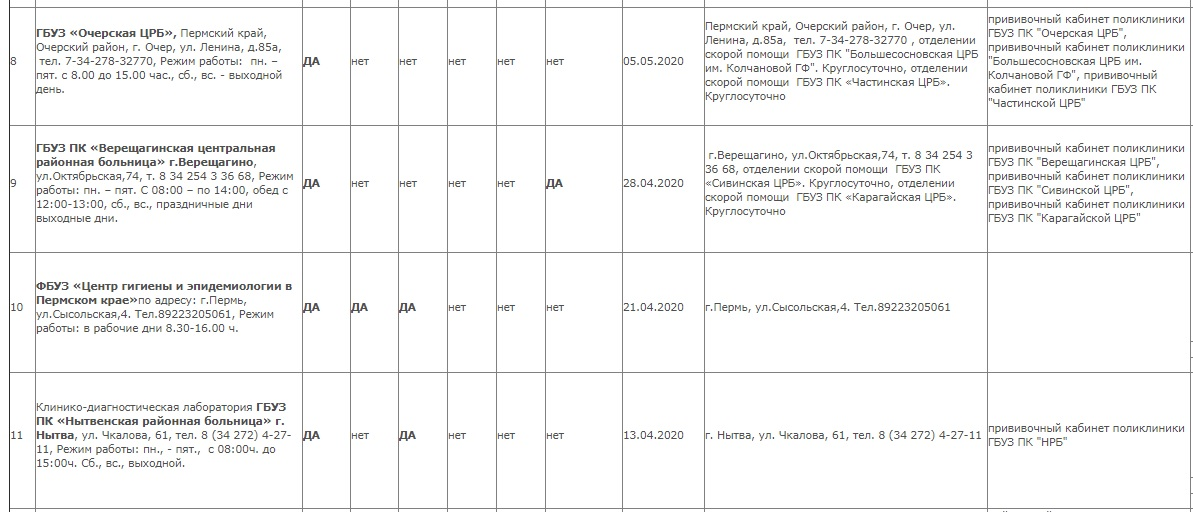 8
ГБУЗ «Очерская ЦРБ», Пермский край,
Очерский район, г. Очер, ул. Ленина, д.85а,
тел. 7-34-278-32770, Режим работы: пн. –
пят. с 8.00 до 15.00 час., сб., вс. - выходной
день.
ДА
нет
нет
нет
нет
нет
05.05.2020
Пермский край, Очерский район, г. Очер, ул.
Ленина, д.85а, тел. 7-34-278-32770 , отделении
скорой помощи ГБУЗ ПК "Большесосновская ЦРБ
им. Колчановой ГФ". Круглосуточно, отделении
скорой помощи ГБУЗ ПК «Частинская ЦРБ».
Круглосуточно
прививочный кабинет поликлиники
ГБУЗ ПК "Очерская ЦРБ",
прививочный кабинет поликлиники
"Большесосновская ЦРБ им.
Колчановой ГФ", прививочный
кабинет поликлиники ГБУЗ ПК
"Частинской ЦРБ"
9
ГБУЗ ПК «Верещагинская центральная
районная больница» г.Верещагино,
ул.Октябрьская,74, т. 8 34 254 3 36 68, Режим
работы: пн. – пят. С 08:00 – по 14:00, обед с
12:00-13:00, сб., вс., праздничные дни
выходные дни.
ДА
нет
нет
нет
нет
ДА
28.04.2020
г.Верещагино, ул.Октябрьская,74, т. 8 34 254 3
36 68, отделении скорой помощи ГБУЗ ПК
«Сивинская ЦРБ». Круглосуточно, отделении
скорой помощи ГБУЗ ПК «Карагайская ЦРБ».
Круглосуточно
прививочный кабинет поликлиники
ГБУЗ ПК "Верещагинская ЦРБ",
прививочный кабинет поликлиники
ГБУЗ ПК "Сивинской ЦРБ",
прививочный кабинет поликлиники
ГБУЗ ПК "Карагайской ЦРБ"
10
ФБУЗ «Центр гигиены и эпидемиологии в
Пермском крае»по адресу: г.Пермь,
ул.Сысольская,4. Тел.89223205061, Режим
работы: в рабочие дни 8.30-16.00 ч.
ДА
ДА
ДА
нет
нет
нет
21.04.2020
г.Пермь, ул.Сысольская,4. Тел.89223205061
11
Клинико-диагностическая лаборатория ГБУЗ
ПК «Нытвенская районная больница» г.
Нытва, ул. Чкалова, 61, тел. 8 (34 272) 4-27-
11, Режим работы: пн., - пят., с 08:00ч. до
15:00ч. Сб., вс., выходной.
ДА
нет
ДА
нет
нет
нет
13.04.2020
г. Нытва, ул. Чкалова, 61, тел. 8 (34 272) 4-27-11
прививочный кабинет поликлиники
ГБУЗ ПК "НРБ"